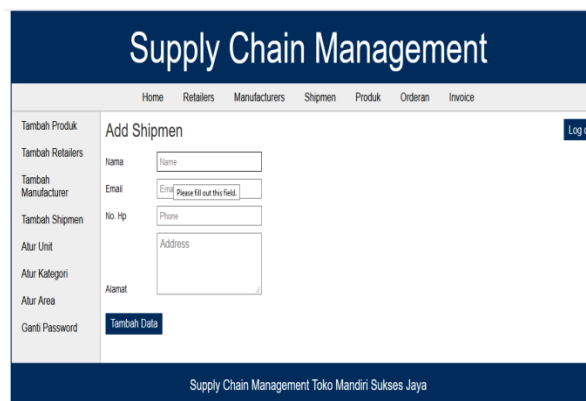 Supply Chain Management
Home Retailers Manufacturers Shipmen Produk Orderan Invoice
Tambah Produk
Tambah Retailers
Tambah
Manufacturer
Tambah Shipmen
Atur Unit
Atur Kategori
Atur Area
Ganti Password
Add Shipmen
Log
Nama Name
Email
Please fill out this field.
No. Hp Phone
Address
Alamat
Tambah Data
Supply Chain Management Toko Mandiri Sukses Jaya